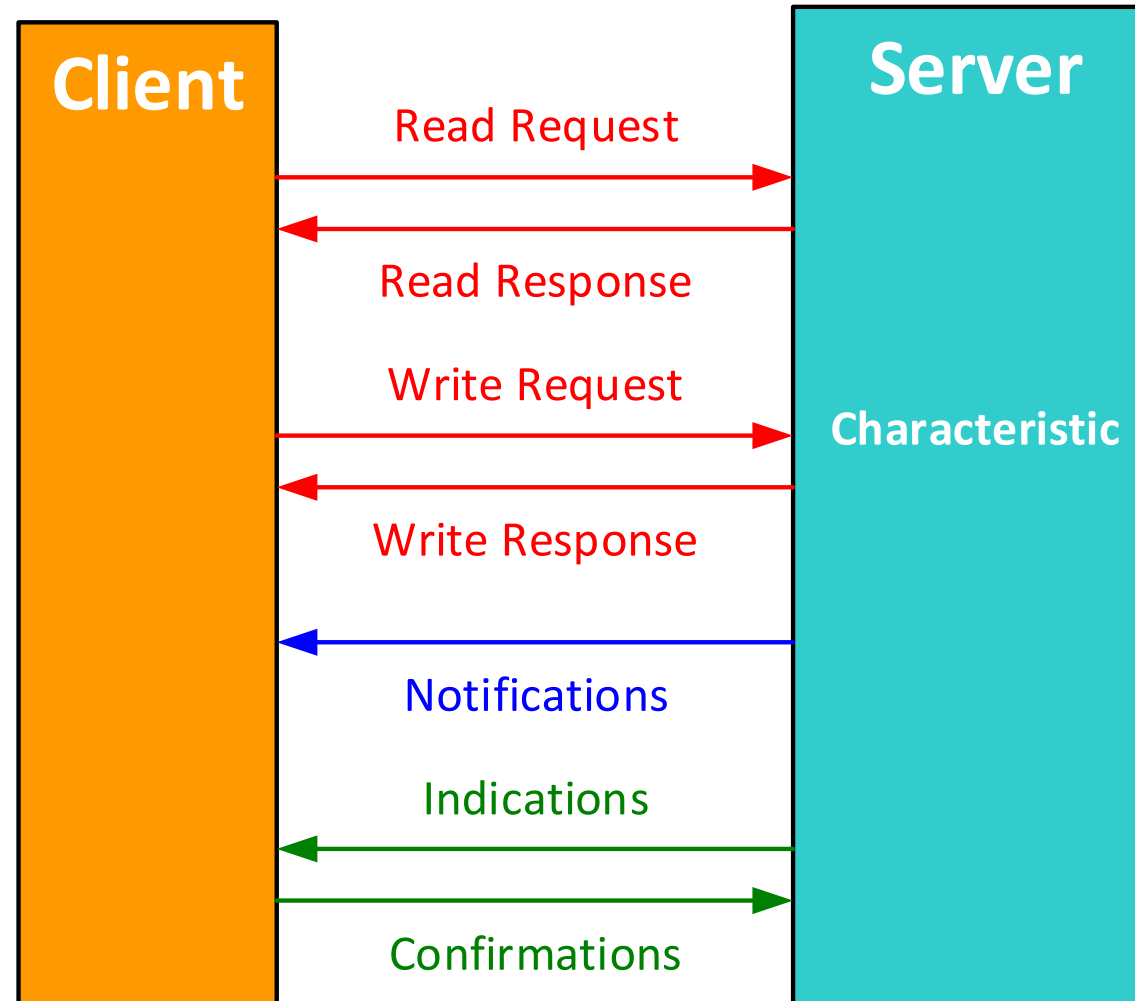 Client
Server
Read Request
Read Response
Write Request
Characteristic
Write Response
Notifications
Indications
Confirmations